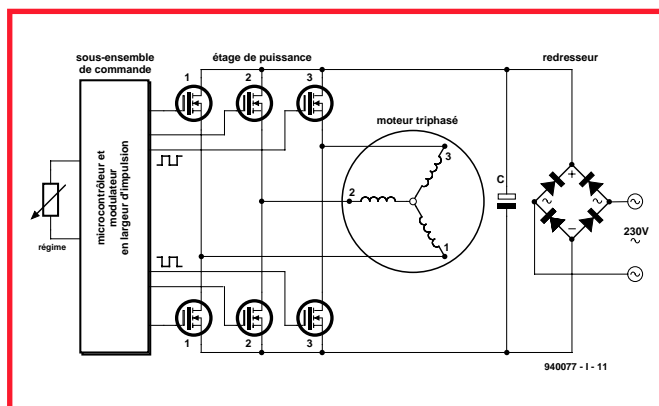 sous-ensemble
de commande
étage de puissance
redresseur
1
2
3
moteur triphasé
microcontrôleur et
modulateur
en largeur d'impulsion
régime
3
2
1
C
+
~
~
–
~
230V
~
~
1
2
3
940077 - I - 11